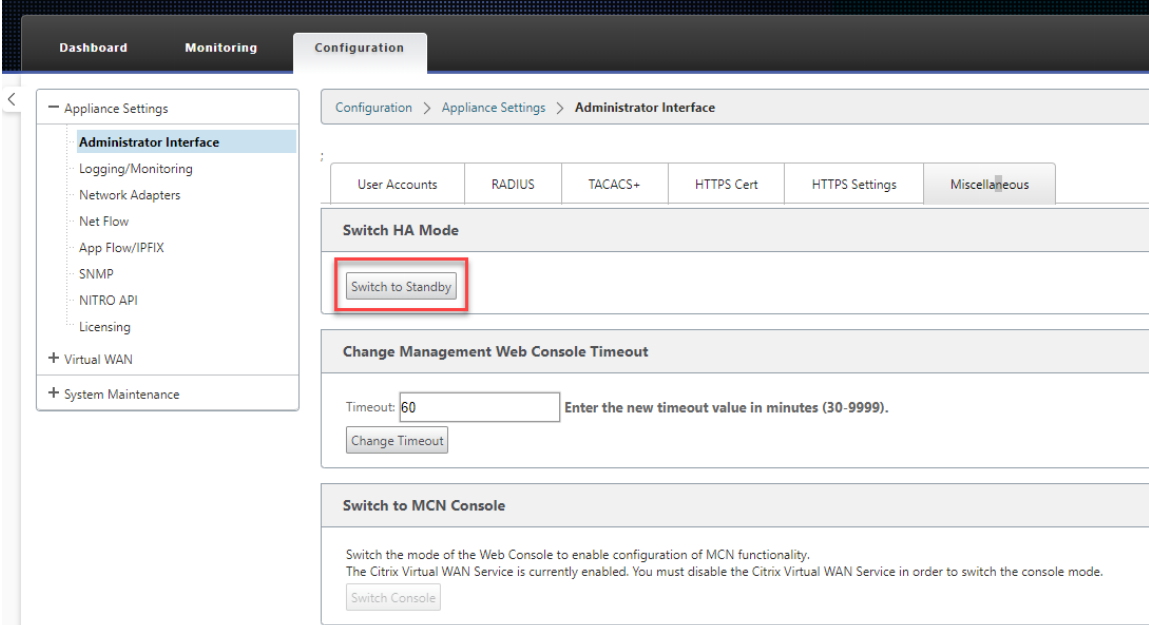 Dashboard Monitoring Configuration
Appliance Settings
Administrator Interface
Logging/Monitoring
Network Adapters
Net Flow
App Flow/IPFIX
SNMP
NITRO API
Licensing
+ Virtual WAN
+ System Maintenance
Configuration > Appliance Settings > Administrator Interface
;
User Accounts RADIUS TACACS+ HTTPS Cert HTTPS Settings Miscellaneous
Switch HA Mode
Switch to Standby
Change Management Web Console Timeout
Timeout: 60 Enter the new timeout value in minutes (30-9999).
Change Timeout
Switch to MCN Console
Switch the mode of the Web Console to enable configuration of MCN functionality.
The Citrix Virtual WAN Service is currently enabled. You must disable the Citrix Virtual WAN Service in order to switch the console mode.
Switch Console